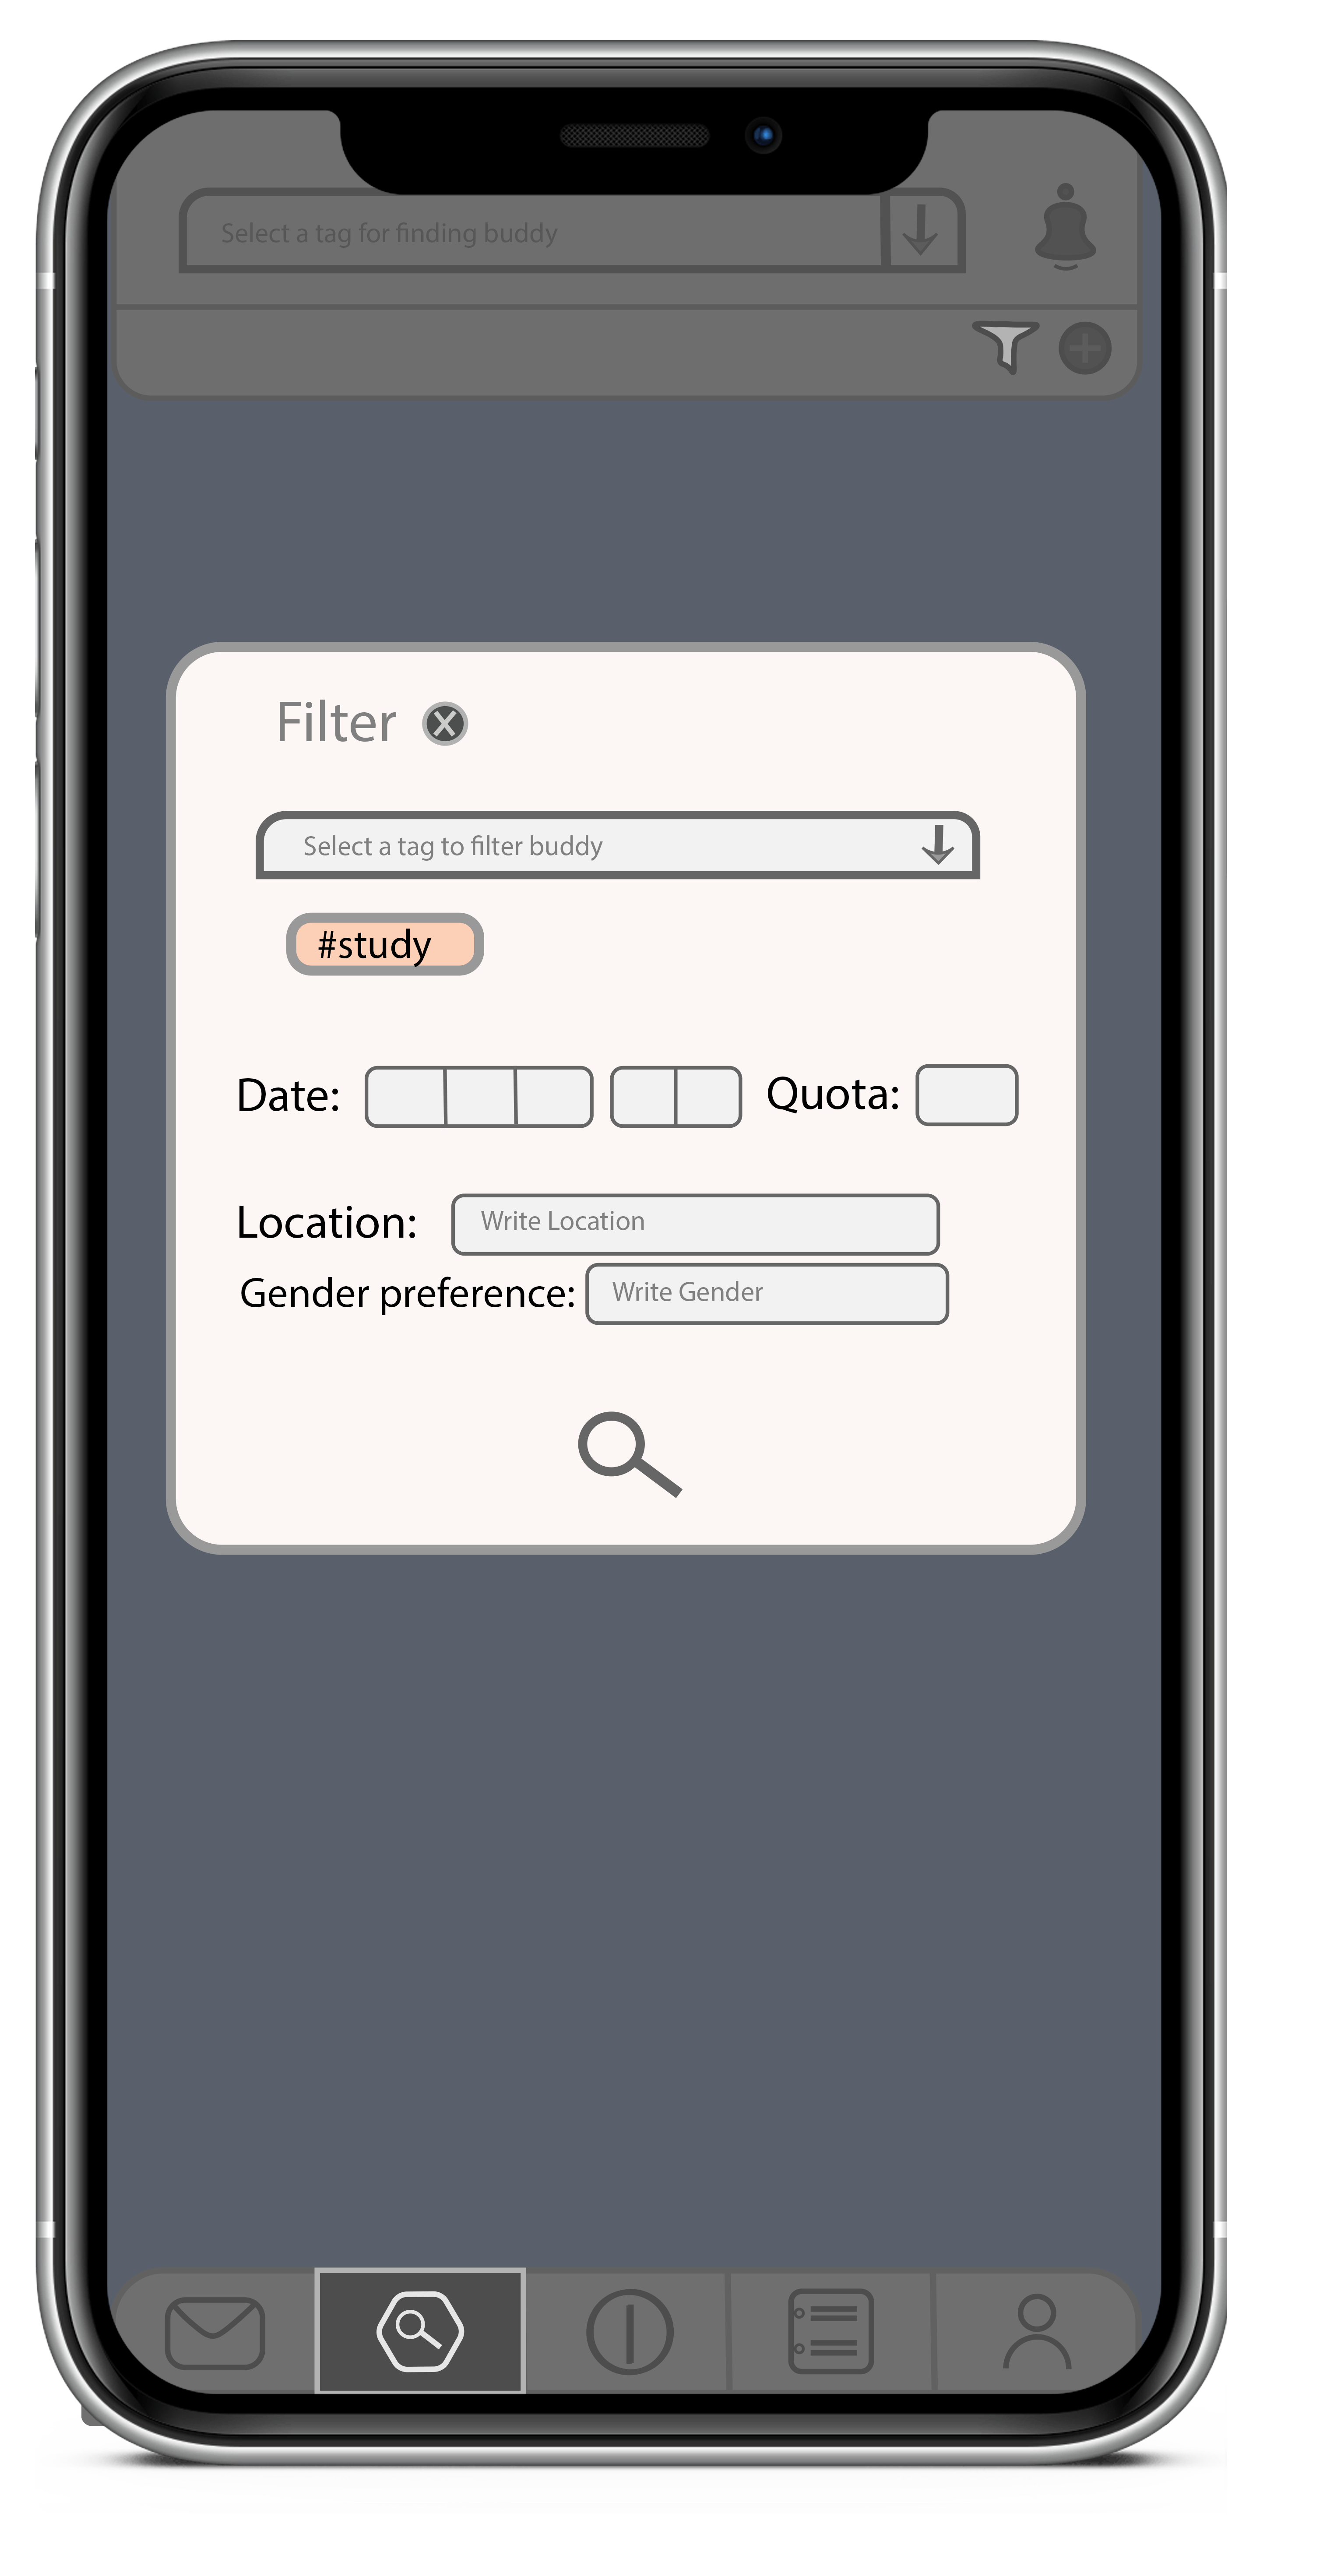 Select a tag for finding buddy
Filter X
Select a tag to filter buddy
#study
Date: Quota:
Location: Write Location
Gender preference: Write Gender